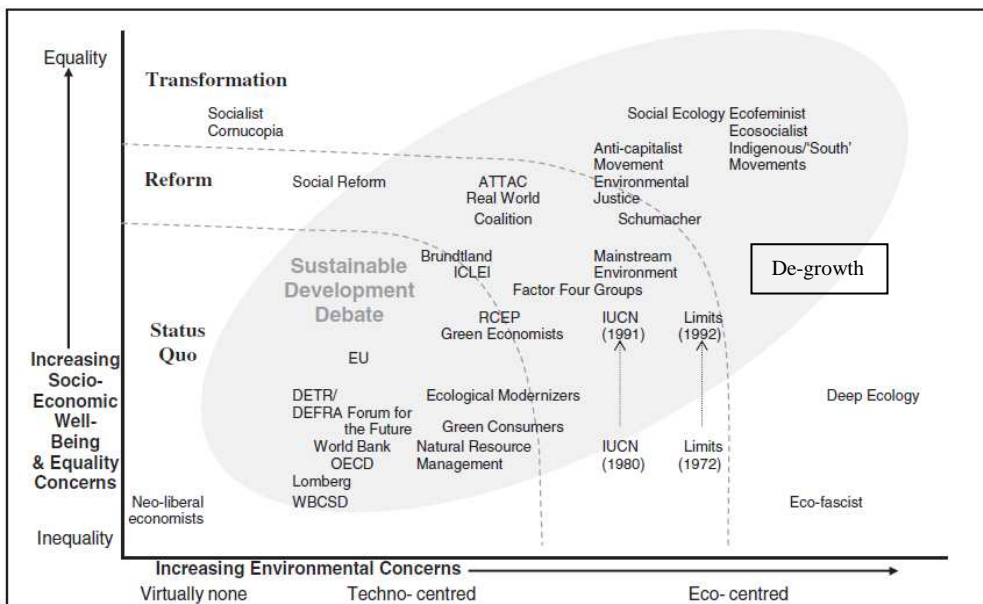 Equality
Transformation
Socialist
Cornucopia
Social Ecology Ecofeminist
Ecosocialist
Indigenous/'South'
Movements
Anti-capitalist
Movement
Environmental
Justice
Reform
Social Reform
ATTAC
Real World
Coalition
Schumacher
Brundtland
ICLEI
Mainstream
Environment
Sustainable
Development
Debate
Factor Four Groups
De-growth
Status
Quo
RCEP
Green Economists
IUCN
(1991)
Limits
(1992)
EU
Increasing
Socio-
Economic
Well-
Being
& Equality
Concerns
DETR/
DEFRA Forum for
the Future
World Bank
OECD
Lomberg
WBCSD
Ecological Modernizers
Green Consumers
Natural Resource
Management
IUCN
(1980)
Limits
(1972)
Deep Ecology
Neo-liberal
economists
Eco-fascist
Inequality
Increasing Environmental Concerns
Virtually none
Techno- centred
Eco- centred